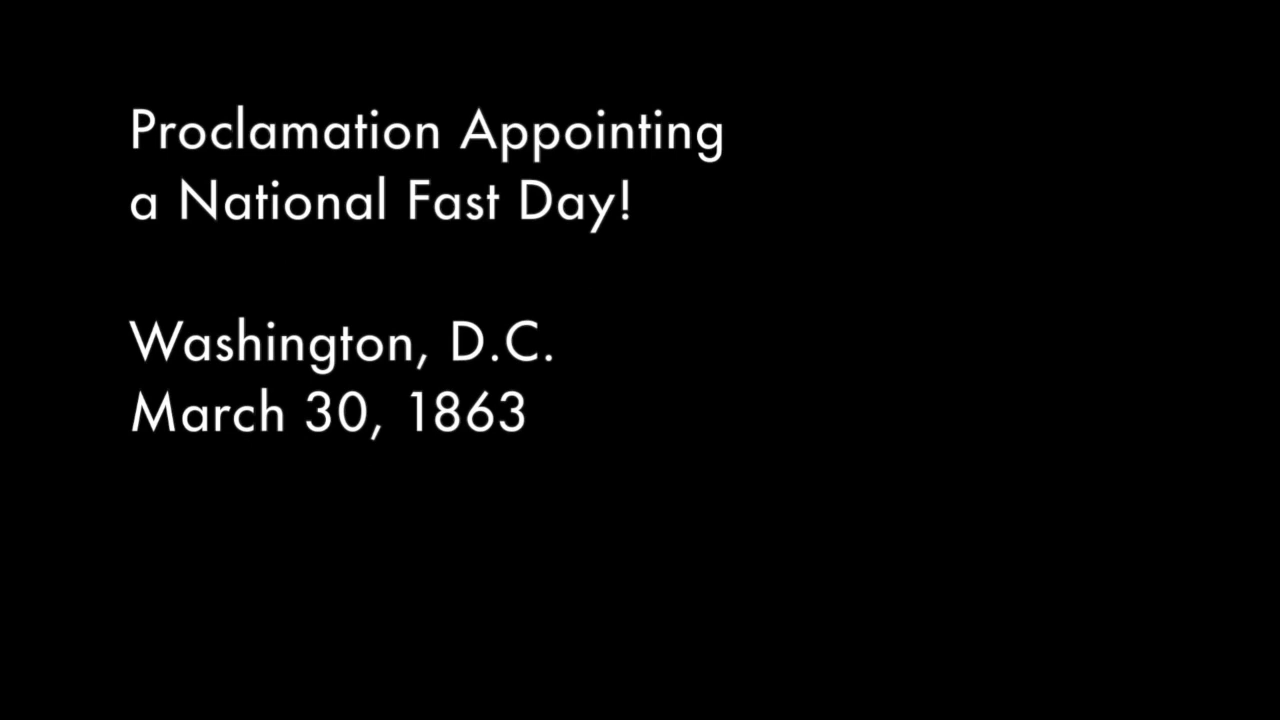 Proclamation Appointing
a National Fast Day!
Washington, D.C.
March 30, 1863